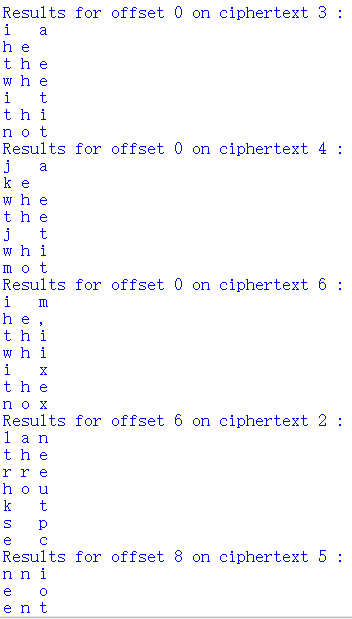 Results for offset 0 on ciphertext 3 :
i   a
h e
t h e
w h e
i   t
t h i
n o t
Results for offset 0 on ciphertext 4 :
j   a
k e
w h e
t h e
j   t
w h i
m o t
Results for offset 0 on ciphertext 6 :
i   m
h e ,
t h i
w h i
i   x
t h e
n o x
Results for offset 6 on ciphertext 2 :
l a n
t h e
r r e
h o u
k   t
s   p
e   c
Results for offset 8 on ciphertext 5 :
n n i
e   o
e n t